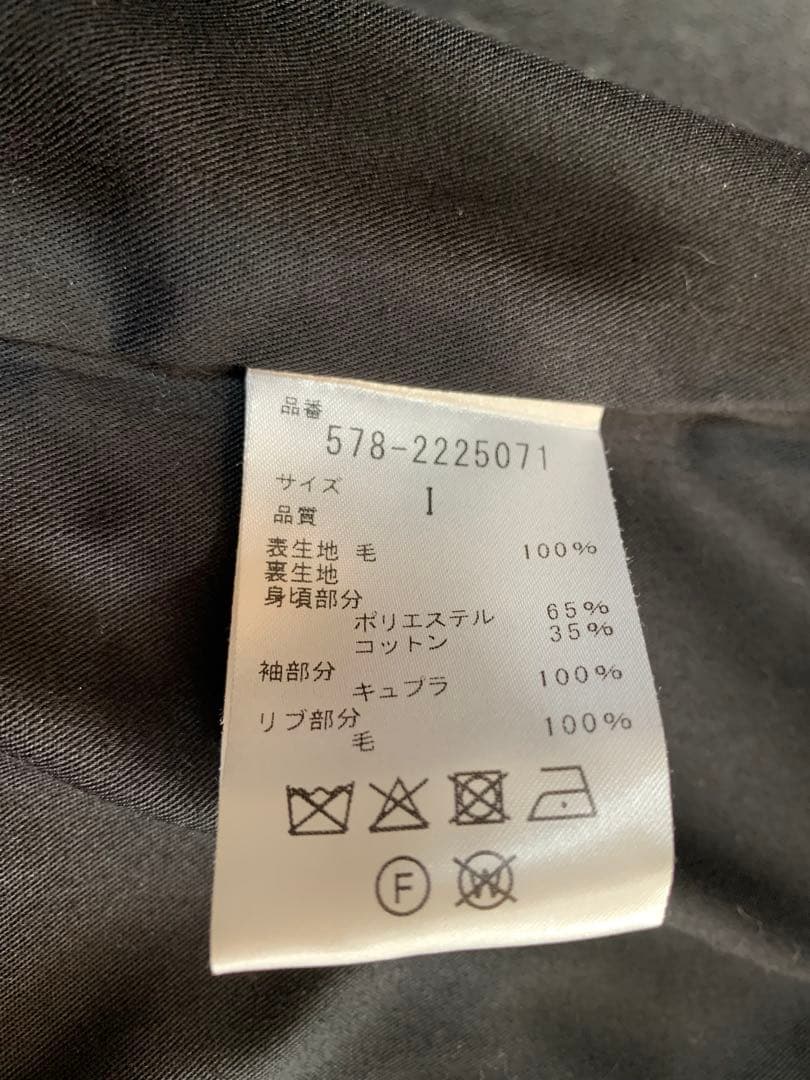 品番
578-2225071
サイズ I
品質
表生地 毛 100%
裏生地
身頃部分
ポリエステル 65%
コットン 35%
袖部分
キュプラ 100%
リブ部分
毛 100%
F W